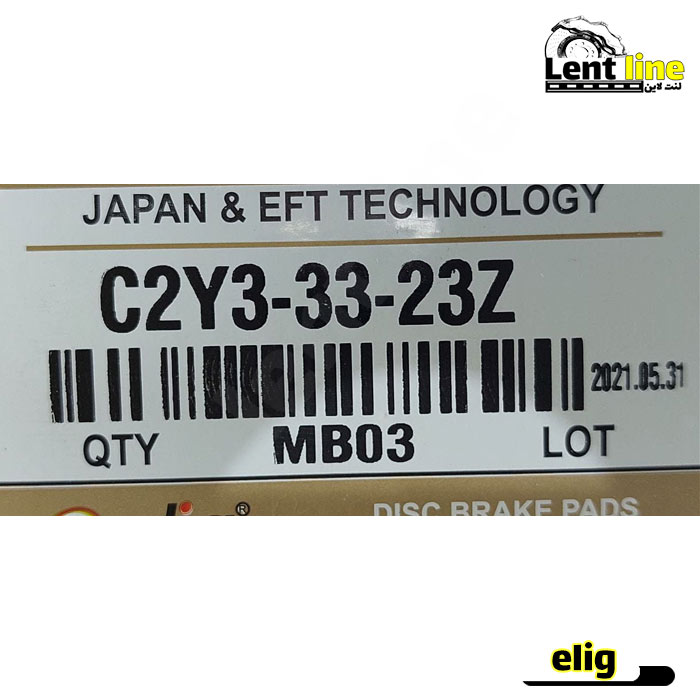 Lent line
لنت لاین
JAPAN & EFT TECHNOLOGY
C2Y3-33-23Z
2021.05.31
QTY MB03 LOT
DISC BRAKE PADS
elig